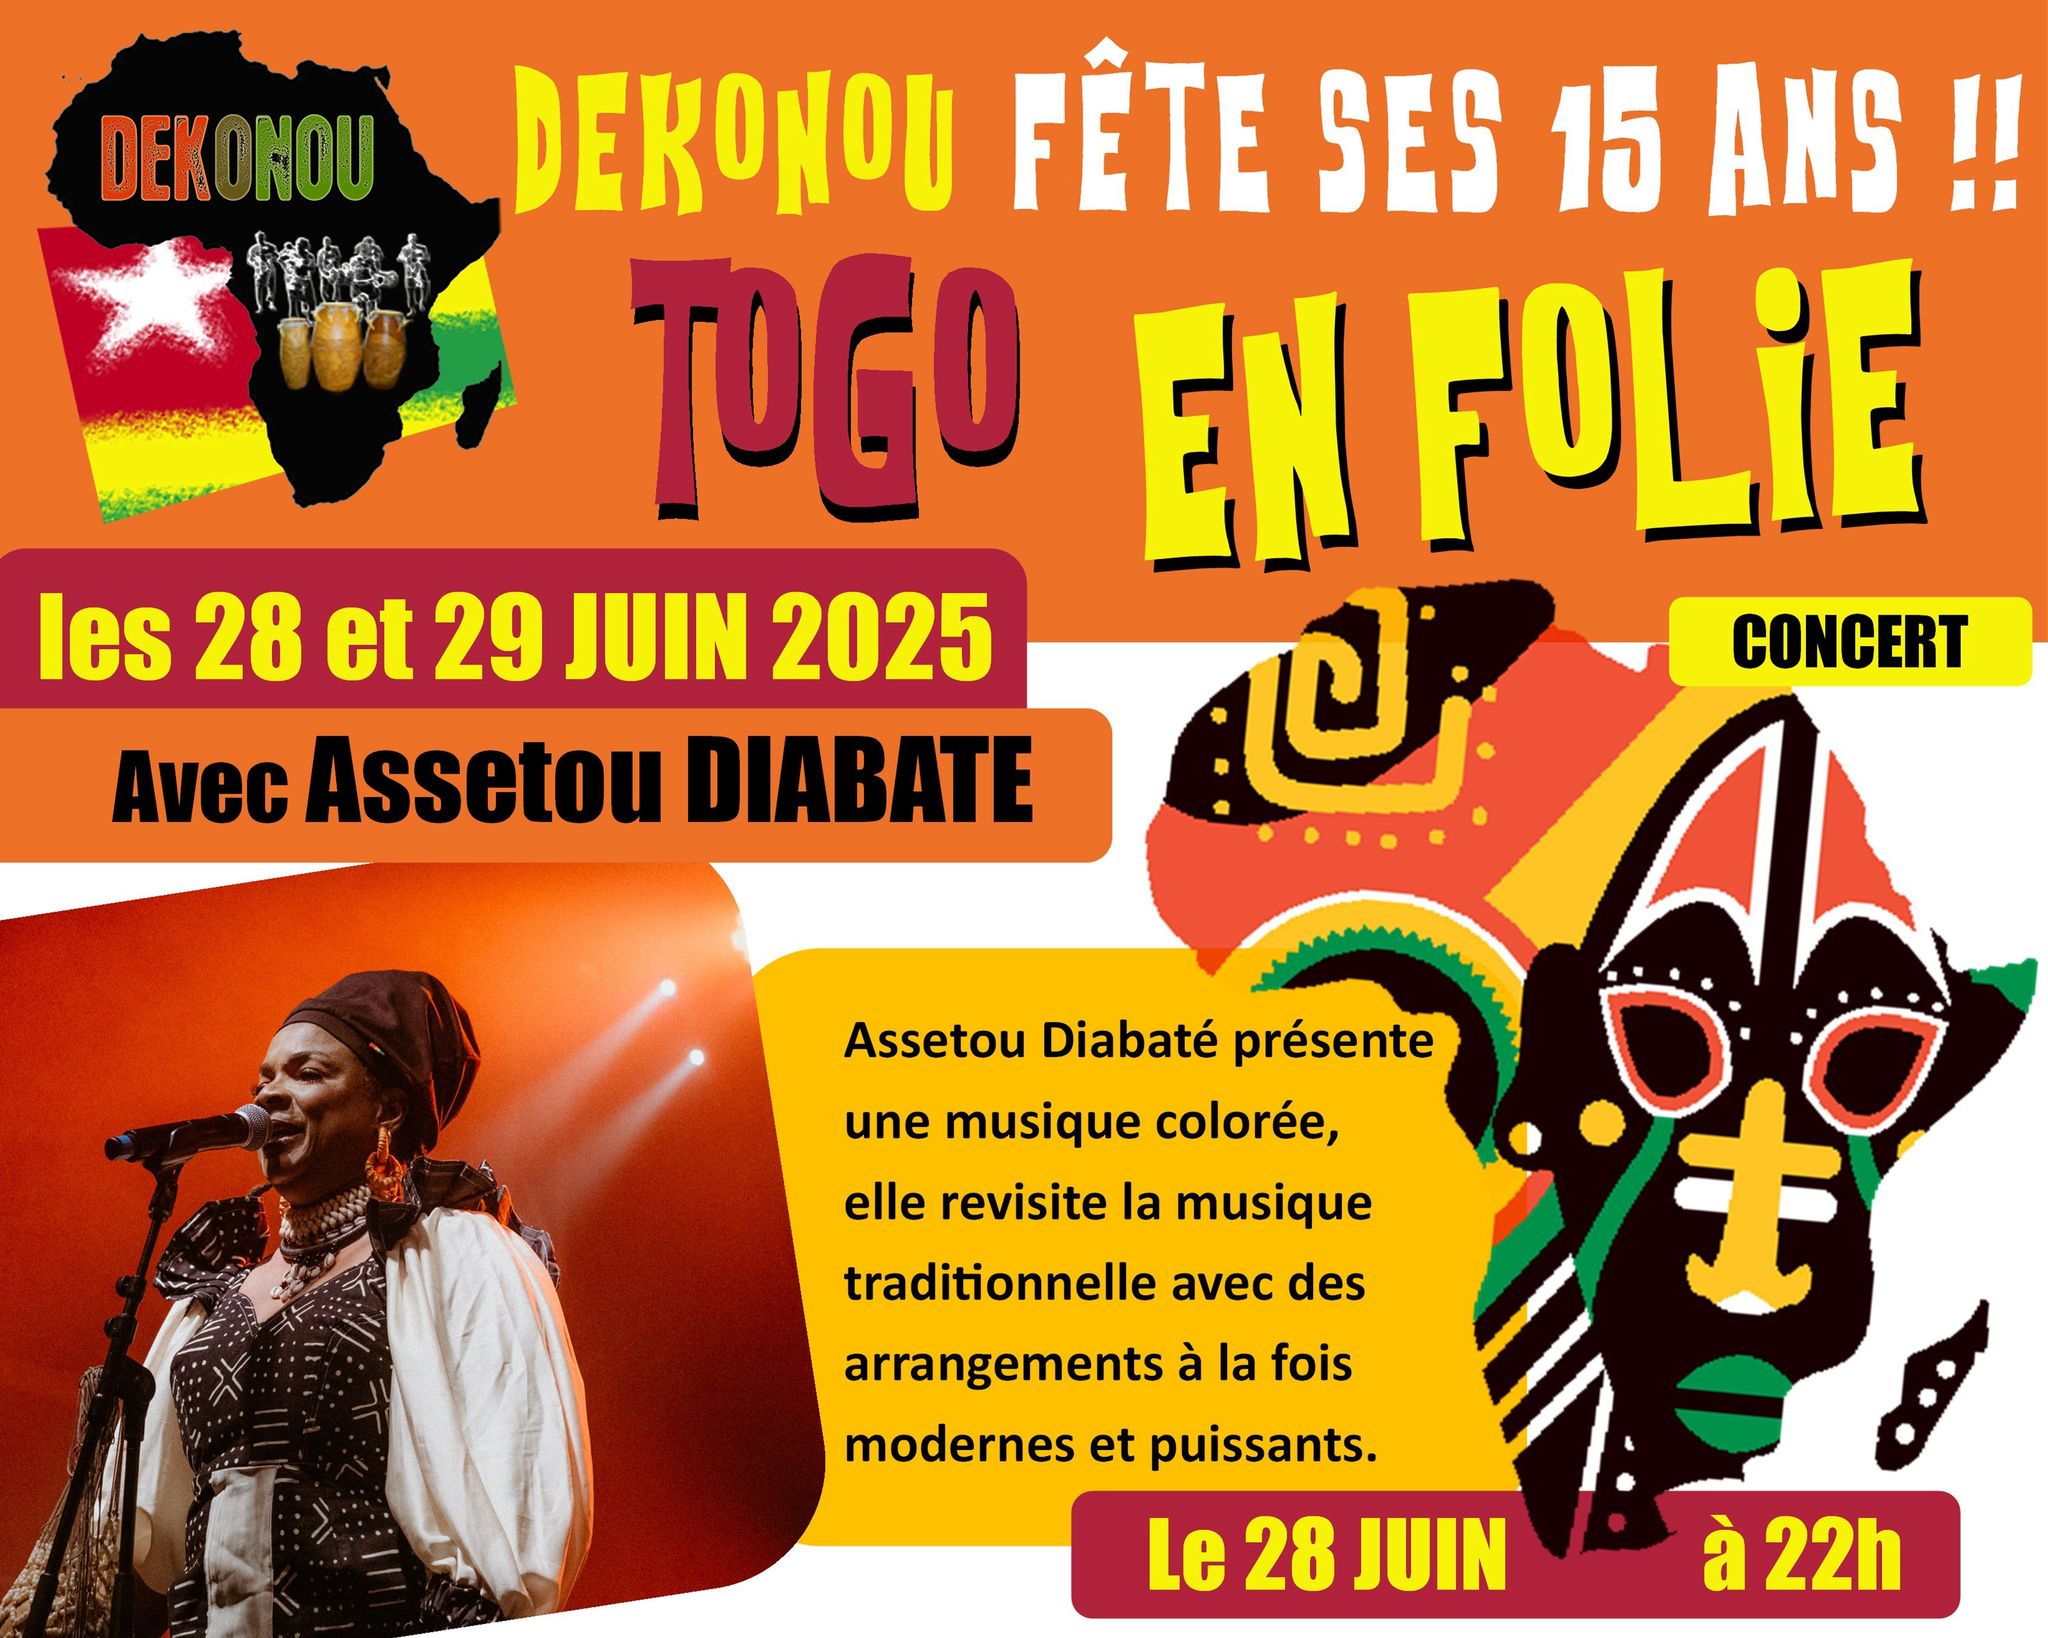 DEKONOU
DEKONOU FÊTE SES 15 ANS !!
TOGO EN FOLIE
les 28 et 29 JUIN 2025
CONCERT
Avec Assetou DIABATE
Assetou Diabaté présente
une musique colorée,
elle revisite la musique
traditionnelle avec des
arrangements à la fois
modernes et puissants.
Le 28 JUIN à 22h